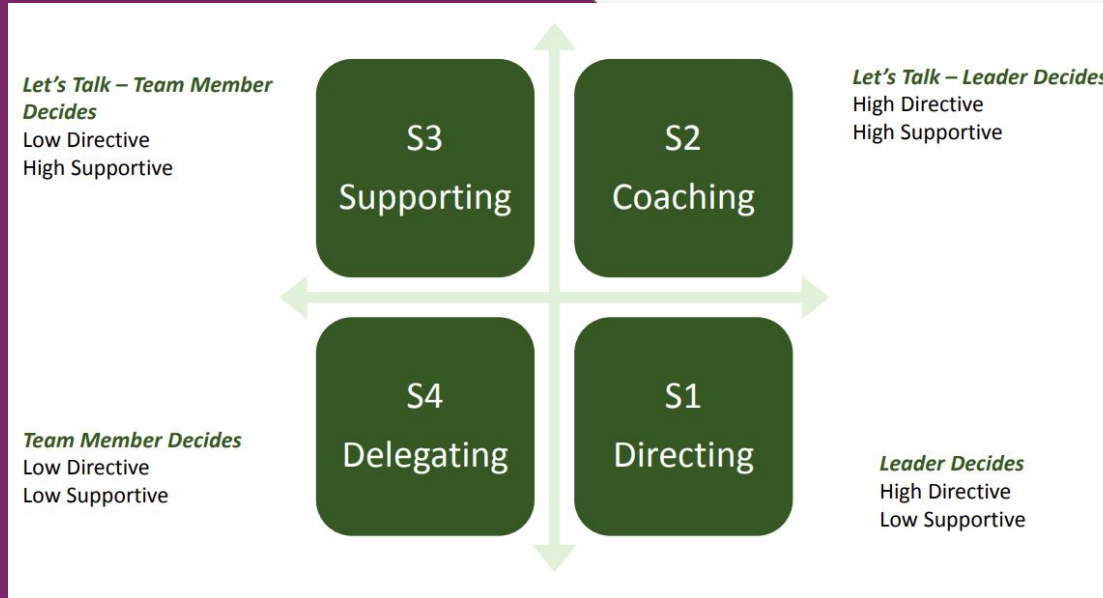 Let's Talk – Team Member
Decides
Low Directive
High Supportive
S3
Supporting
S2
Coaching
Let's Talk – Leader Decides
High Directive
High Supportive
Team Member Decides
Low Directive
Low Supportive
S4
Delegating
S1
Directing
Leader Decides
High Directive
Low Supportive